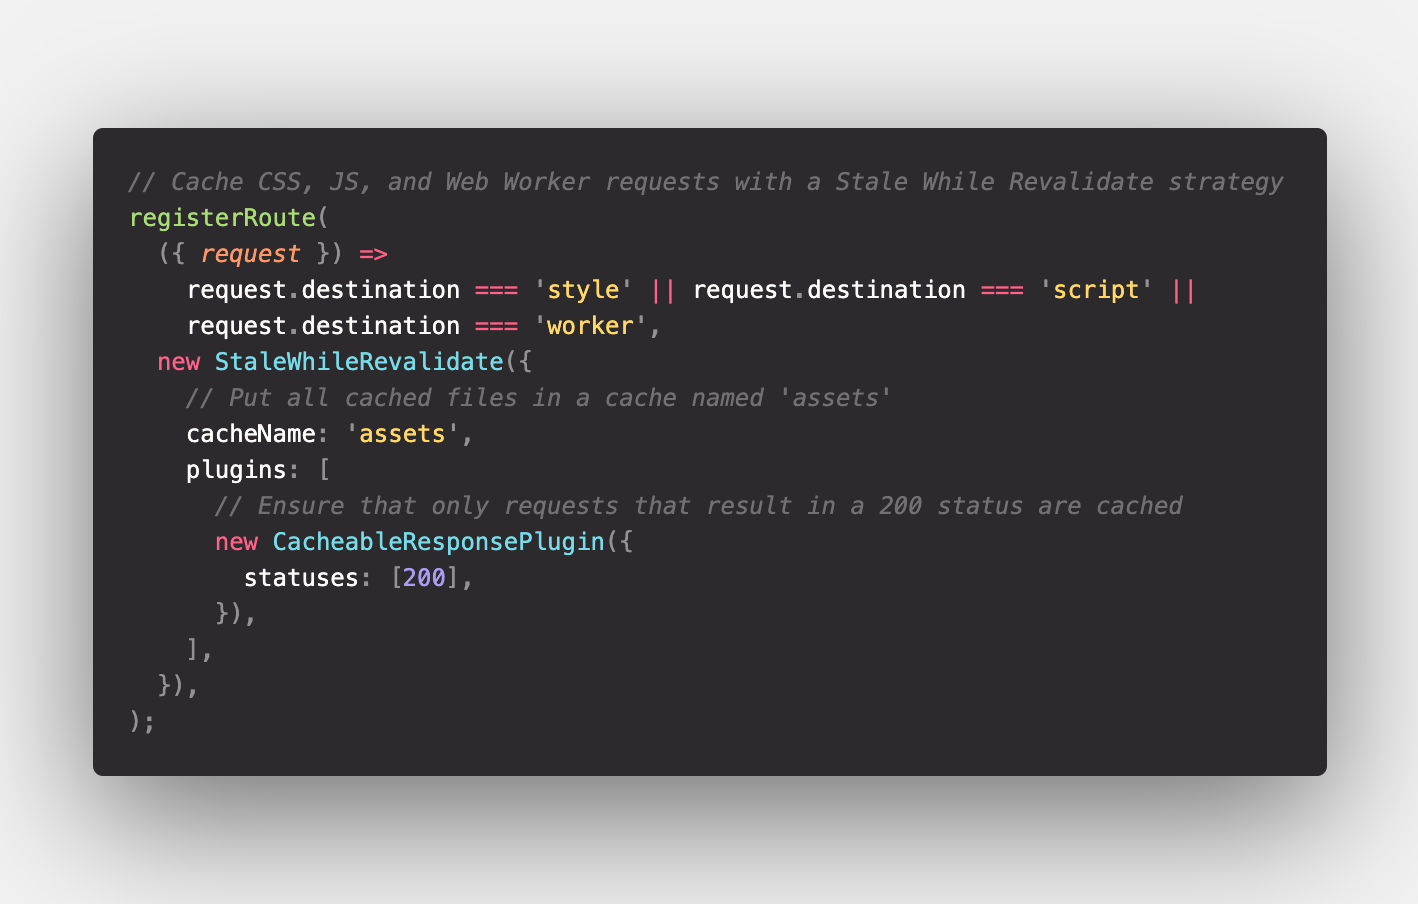 // Cache CSS, JS, and Web Worker requests with a Stale While Revalidate strategy
registerRoute(
  ({ request }) =>
    request.destination === 'style' || request.destination === 'script' ||
    request.destination === 'worker',
  new StaleWhileRevalidate({
    // Put all cached files in a cache named 'assets'
    cacheName: 'assets',
    plugins: [
      // Ensure that only requests that result in a 200 status are cached
      new CacheableResponsePlugin({
        statuses: [200],
      }),
    ],
  }),
);